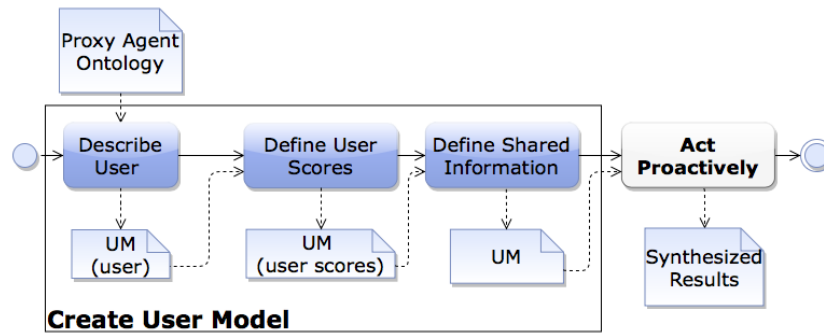 Proxy Agent
Ontology
Describe
User
Define User
Scores
Define Shared
Information
Act
Proactively
UM
(user)
UM
(user scores)
UM
Synthesized
Results
Create User Model